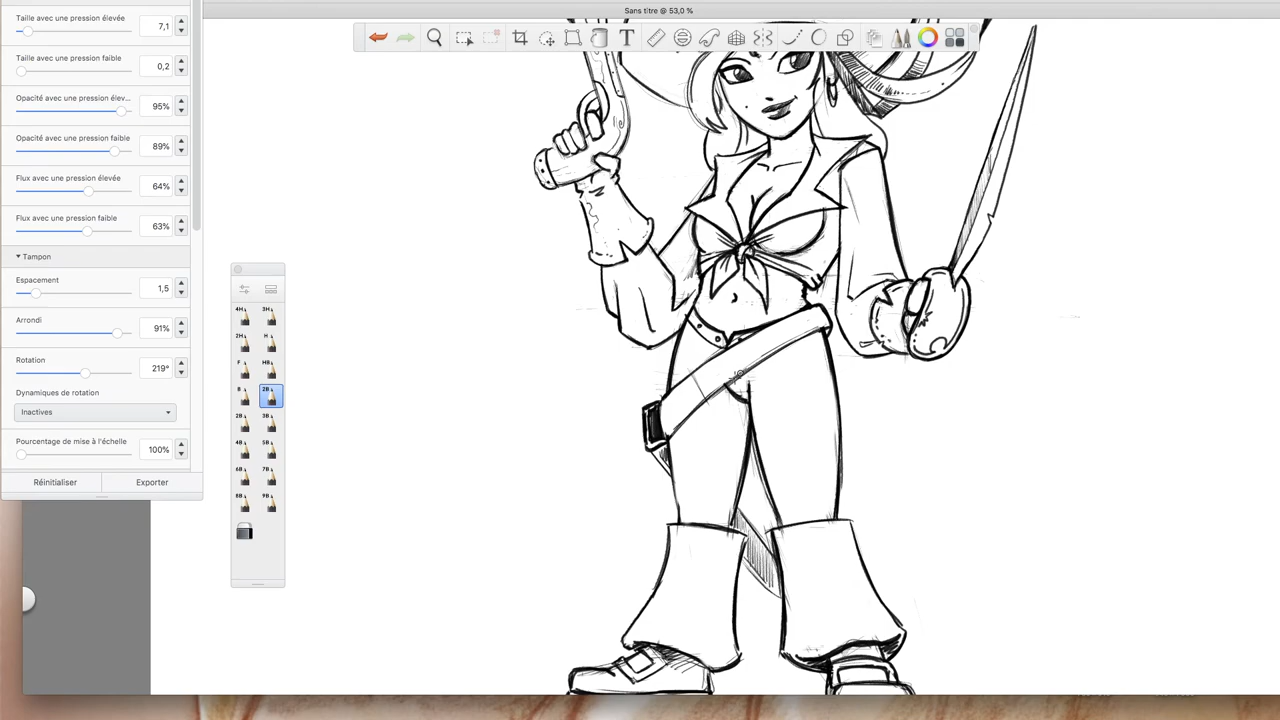 Sans titre @ 53,0 %
Taille avec une pression élevée
7,1
Taille avec une pression faible
0,2
Opacité avec une pression élev...
95%
Opacité avec une pression faible
89%
Flux avec une pression élevée
64%
Flux avec une pression faible
63%
Tampon
Espacement
1,5
Arrondi
91%
Rotation
219°
Dynamiques de rotation
Inactives
Pourcentage de mise à l'échelle
100%
Réinitialiser
Exporter
T
4H
3H
2H
H
F
HB
B
2B
2B
3B
4B
5B
6B
7B
8B
9B